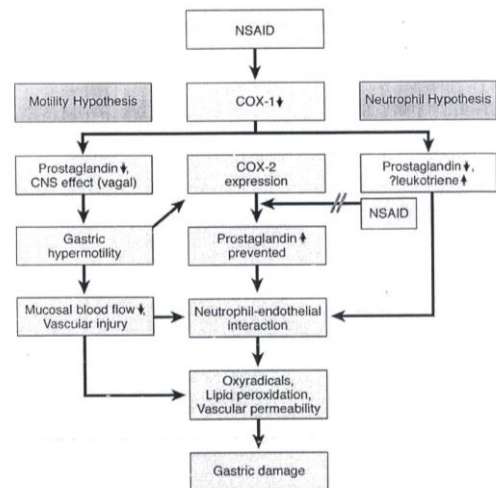 NSAID
Motility Hypothesis
COX-1
Neutrophil Hypothesis
Prostaglandin ,
CNS effect (vagal)
COX-2
expression
Prostaglandin ,
?leukotriene
NSAID
Gastric
hypermotility
Prostaglandin
prevented
Mucosal blood flow ,
Vascular injury
Neutrophil-endothelial
interaction
Oxyradicals,
Lipid peroxidation,
Vascular permeability
Gastric damage